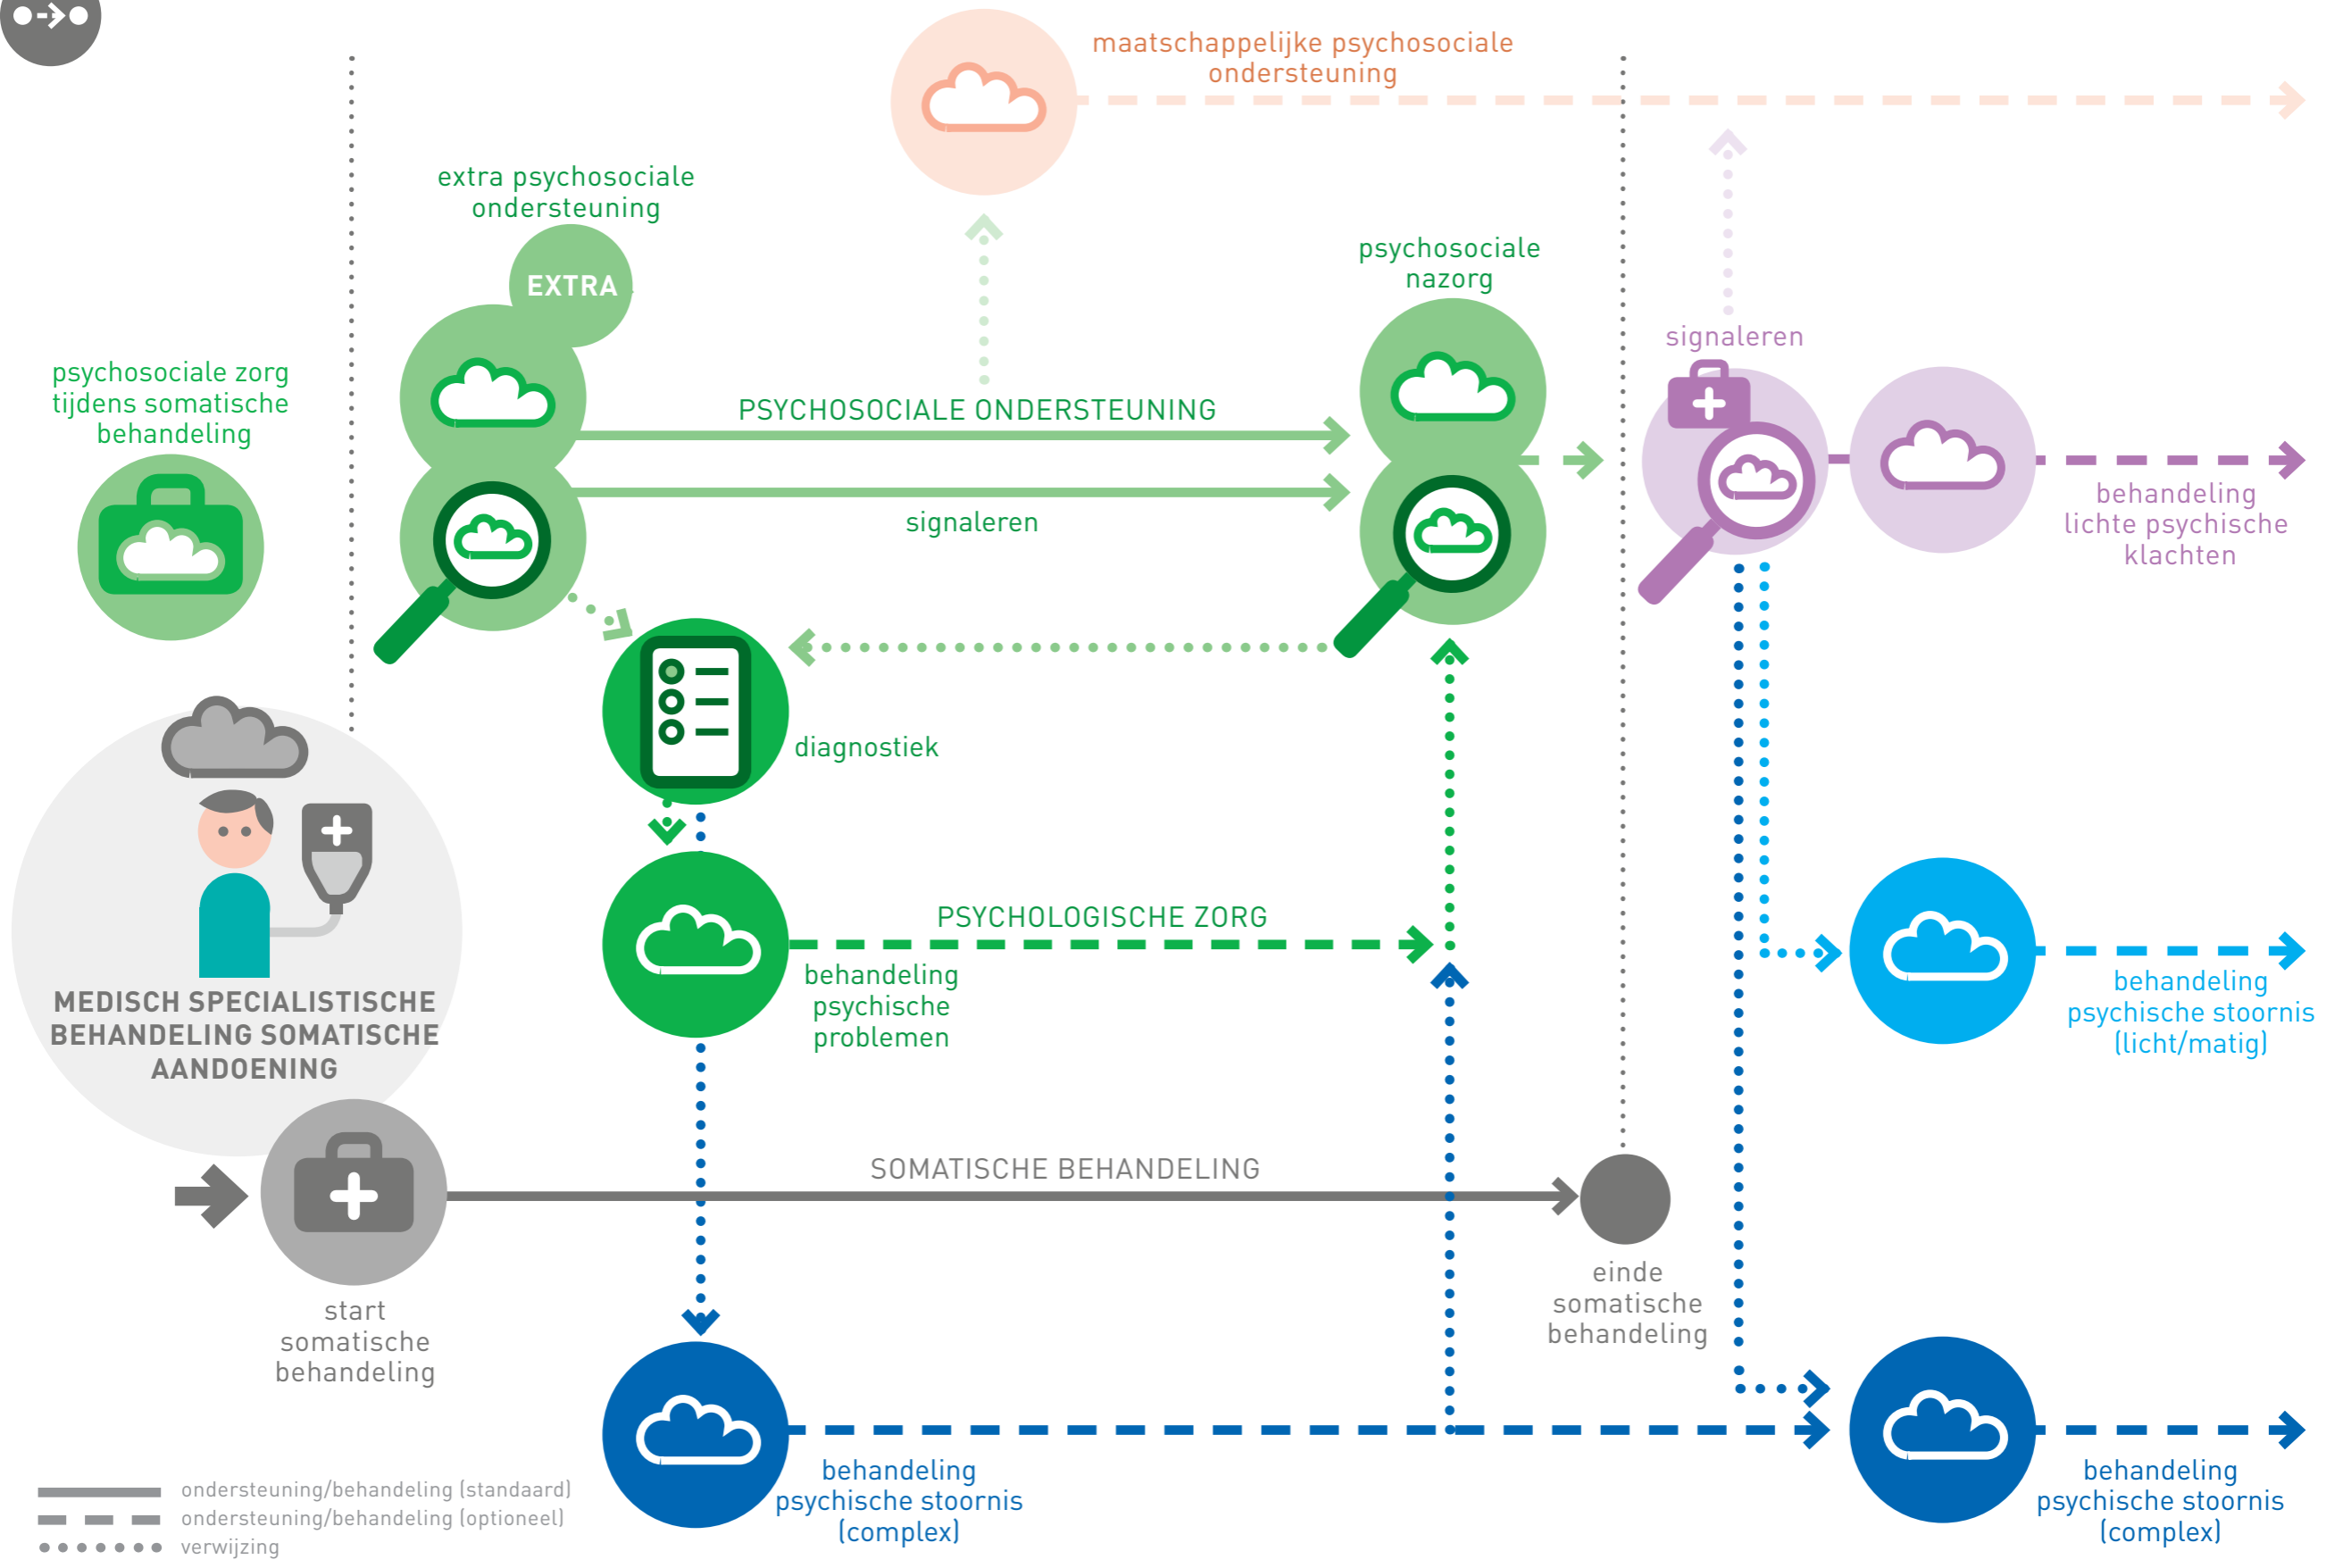 maatschappelijke psychosociale
ondersteuning
extra psychosociale
ondersteuning
EXTRA
psychosociale
nazorg
signaleren
psychosociale zorg
tijdens somatische
behandeling
PSYCHOSOCIALE ONDERSTEUNING
signaleren
behandeling
lichte psychische
klachten
diagnostiek
PSYCHOLOGISCHE ZORG
behandeling
psychische
problemen
behandeling
psychische stoornis
(licht/matig)
MEDISCH SPECIALISTISCHE
BEHANDELING SOMATISCHE
AANDOENING
SOMATISCHE BEHANDELING
start
somatische
behandeling
einde
somatische
behandeling
behandeling
psychische stoornis
(complex)
behandeling
psychische stoornis
(complex)
ondersteuning/behandeling (standaard)
ondersteuning/behandeling (optioneel)
verwijzing